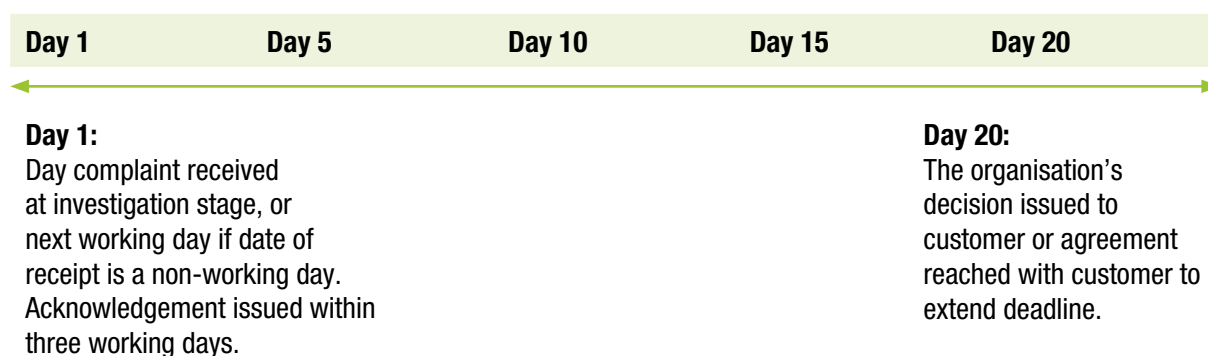 Day 1 Day 5 Day 10 Day 15 Day 20
Day 1:
Day complaint received
at investigation stage, or
next working day if date of
receipt is a non-working day.
Acknowledgement issued within
three working days.
Day 20:
The organisation’s
decision issued to
customer or agreement
reached with customer to
extend deadline.